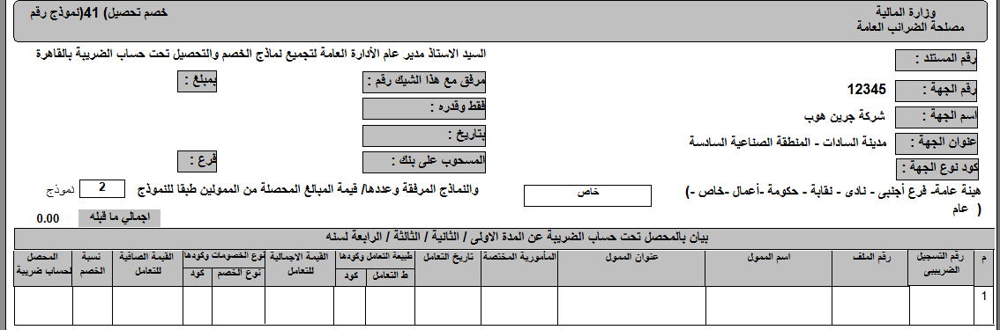 وزارة المالية
مصلحة الضرائب العامة
خصم تحصيل) 41(نموذج رقم
رقم المستند :
رقم الجهة : 12345
اسم الجهة : شركة جرين هوب
عنوان الجهة : مدينة السادات - المنطقة الصناعية السادسة
كود نوع الجهة :
هيئة عامة- فرع أجنبى - نادى - نقابة - حكومة -أعمال -خاص -)
( عام
خاص
السيد الاستاذ مدير عام الأدارة العامة لتجميع نماذج الخصم والتحصيل تحت حساب الضريبة بالقاهرة
مرفق مع هذا الشيك رقم : بمبلغ :
فقط وقدره :
بتاريخ :
المسحوب على بنك : فرع :
والنماذج المرفقة وعددها/ قيمة المبالغ المحصلة من الممولين طبقا للنموذج 2 نموذج
اجمالي ما قبله 0.00
بيان بالمحصل تحت حساب الضريبة عن المدة الاولى / الثانية / الثالثة / الرابعة لسنه
م رقم التسجيل الضريبيى رقم الملف اسم الممول عنوان الممول المأمورية المختصة تاريخ التعامل طبيعة التعامل وكودها ط التعامل كود القيمة الاجمالية للتعامل نوع الخصومات وكودها نوع الخصم كود القيمة الصافية للتعامل نسبة الخصم المحصل لحساب ضريبة
1